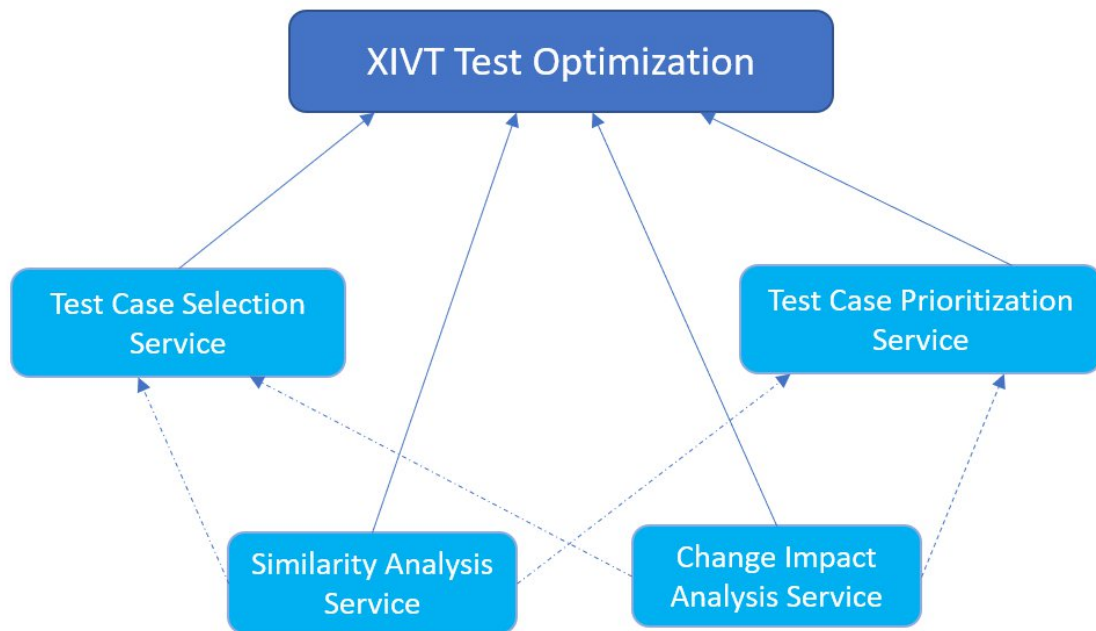 XIVT Test Optimization
Test Case Selection
Service
Test Case Prioritization
Service
Similarity Analysis
Service
Change Impact
Analysis Service